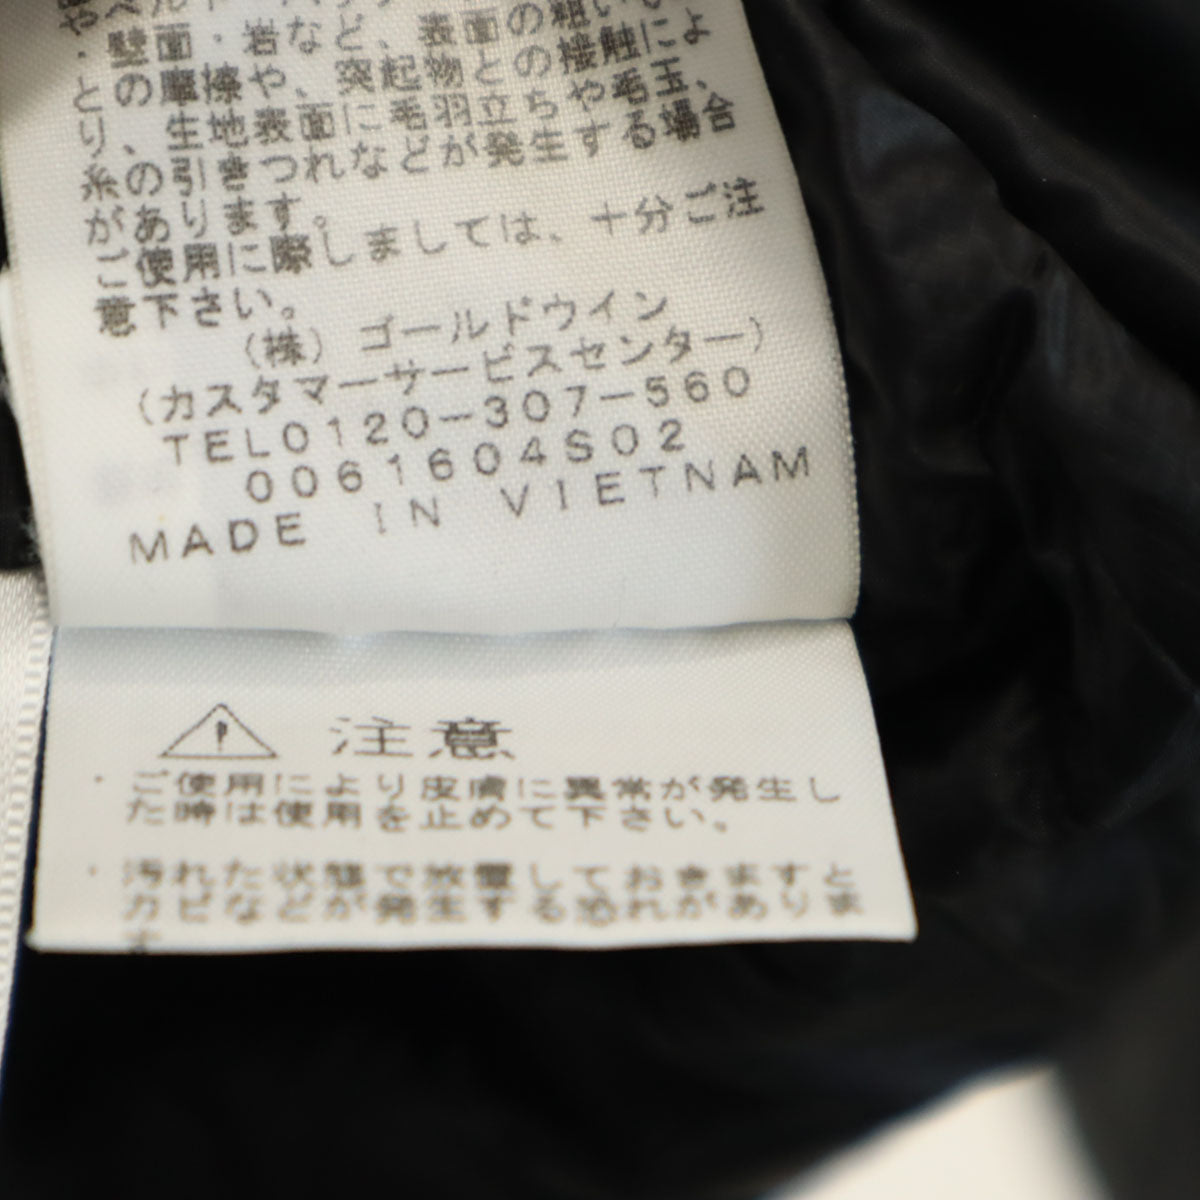 ・壁面・岩など、表面の粗い
との摩擦や、突起物との接触によ
り、生地表面に毛羽立ちや毛玉、
糸の引きつれなどが発生する場合
があります。
ご使用に際しましては、十分ご注
意下さい。
(株) ゴールドウイン
(カスタマーサービスセンター)
TEL0120-307-560
0061604S02
MADE IN VIETNAM
注意
・ご使用により皮膚に異常が発生し
た時は使用を止めて下さい。
・汚れた状態で放置しておきますと
カビなどが発生する恐れがありま